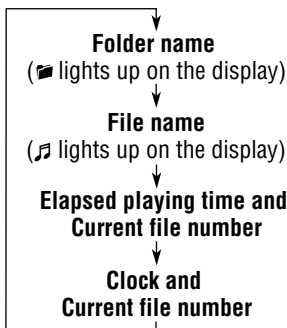 Folder name
( lights up on the display)
File name
( lights up on the display)
Elapsed playing time and
Current file number
Clock and
Current file number